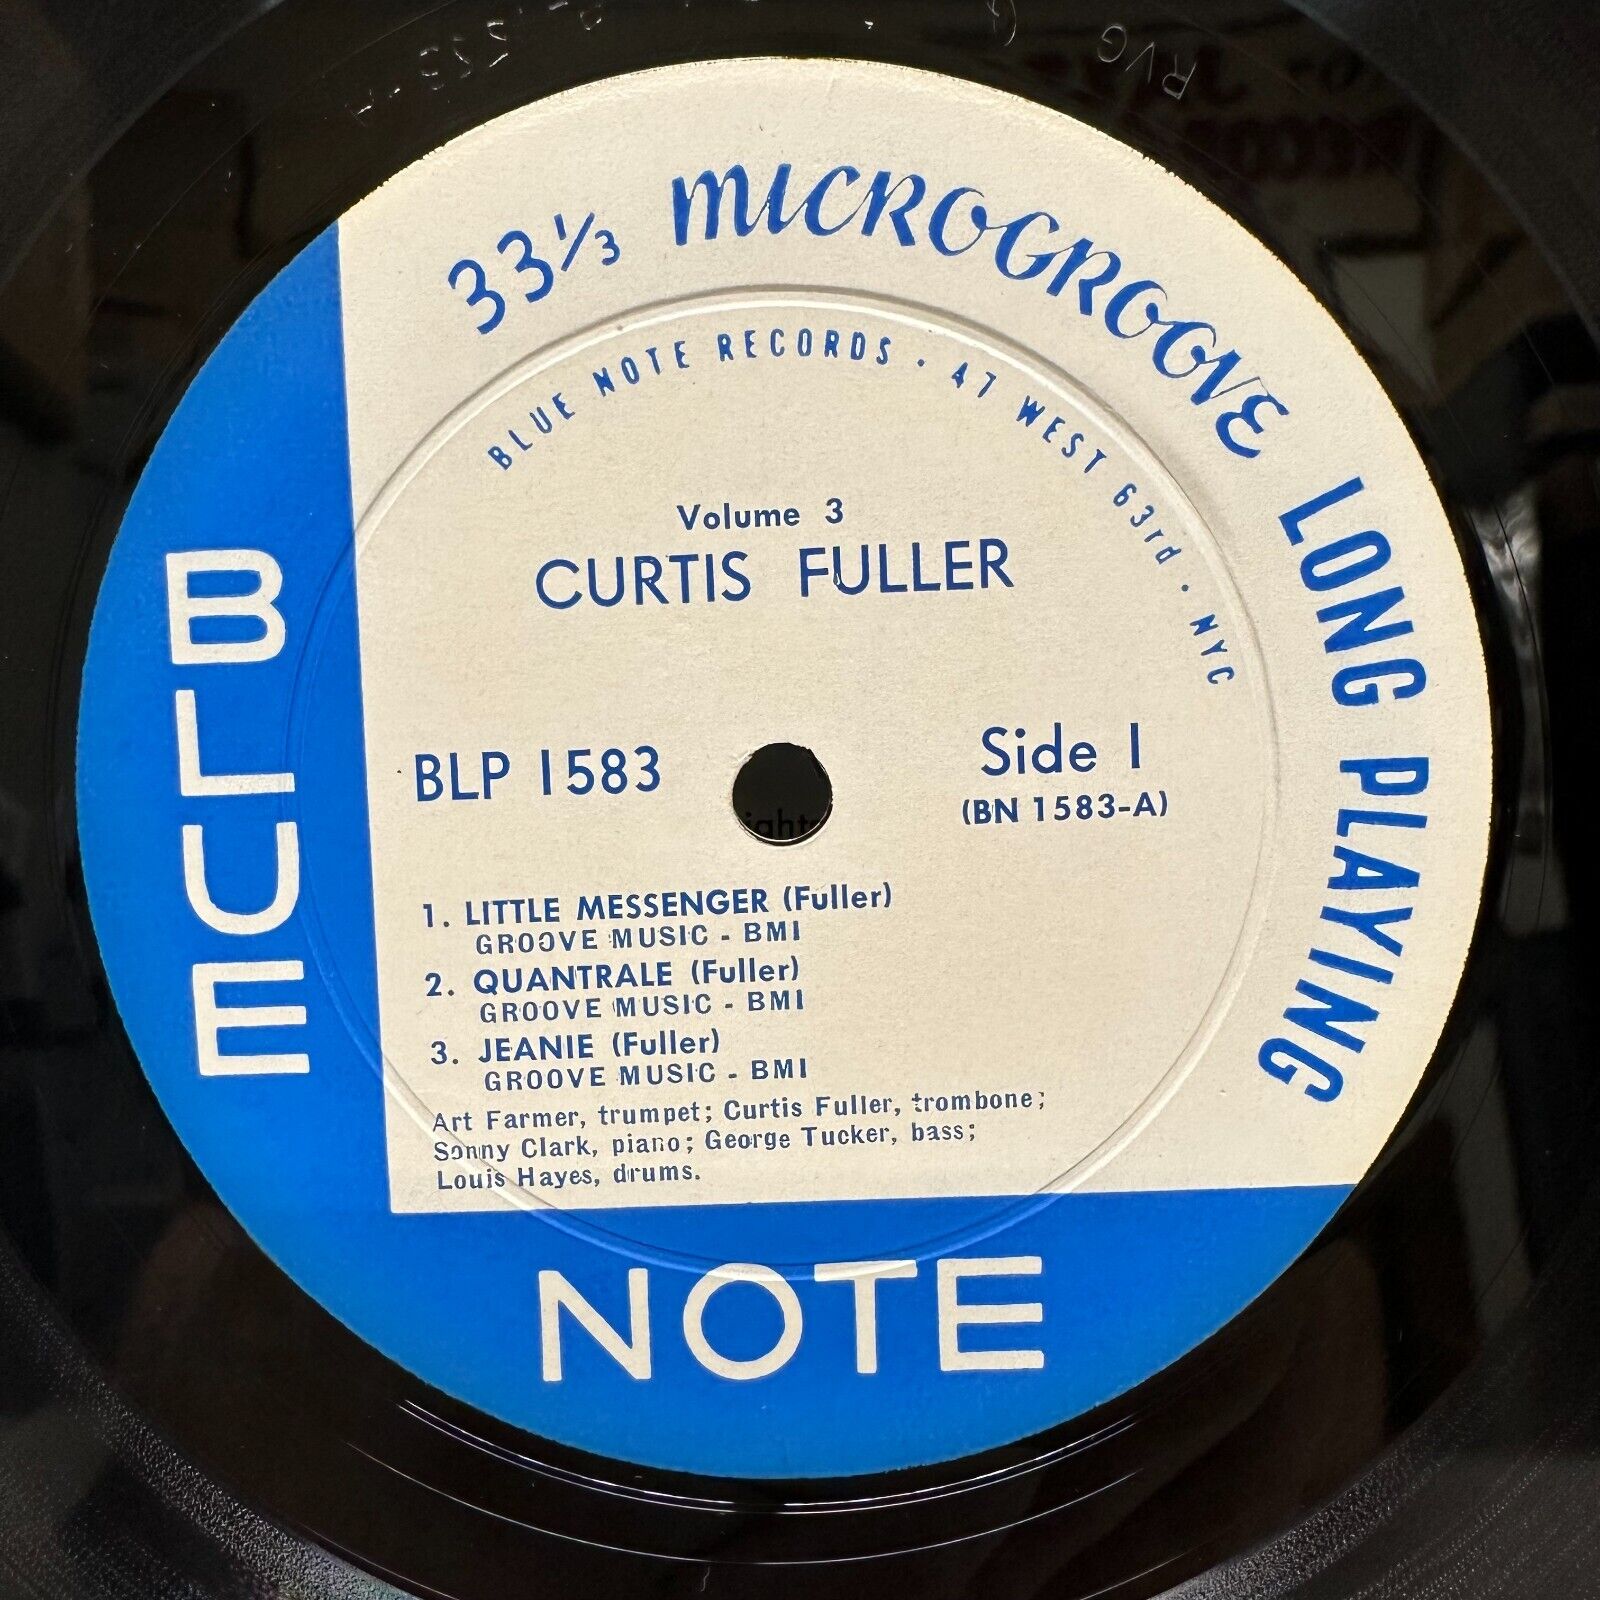 RVG
33 1/3 MICROGROOVE LONG PLAYING
BLUE NOTE RECORDS • 47 WEST 63rd • NYC
Volume 3
CURTIS FULLER
BLP 1583
Side 1
(BN 1583-A)
1. LITTLE MESSENGER (Fuller)
GROOVE MUSIC - BMI
2. QUANTRALE (Fuller)
GROOVE MUSIC - BMI
3. JEANIE (Fuller)
GROOVE MUSIC - BMI
Art Farmer, trumpet; Curtis Fuller, trombone;
Sonny Clark, piano; George Tucker, bass;
Louis Hayes, drums.
BLUE
NOTE